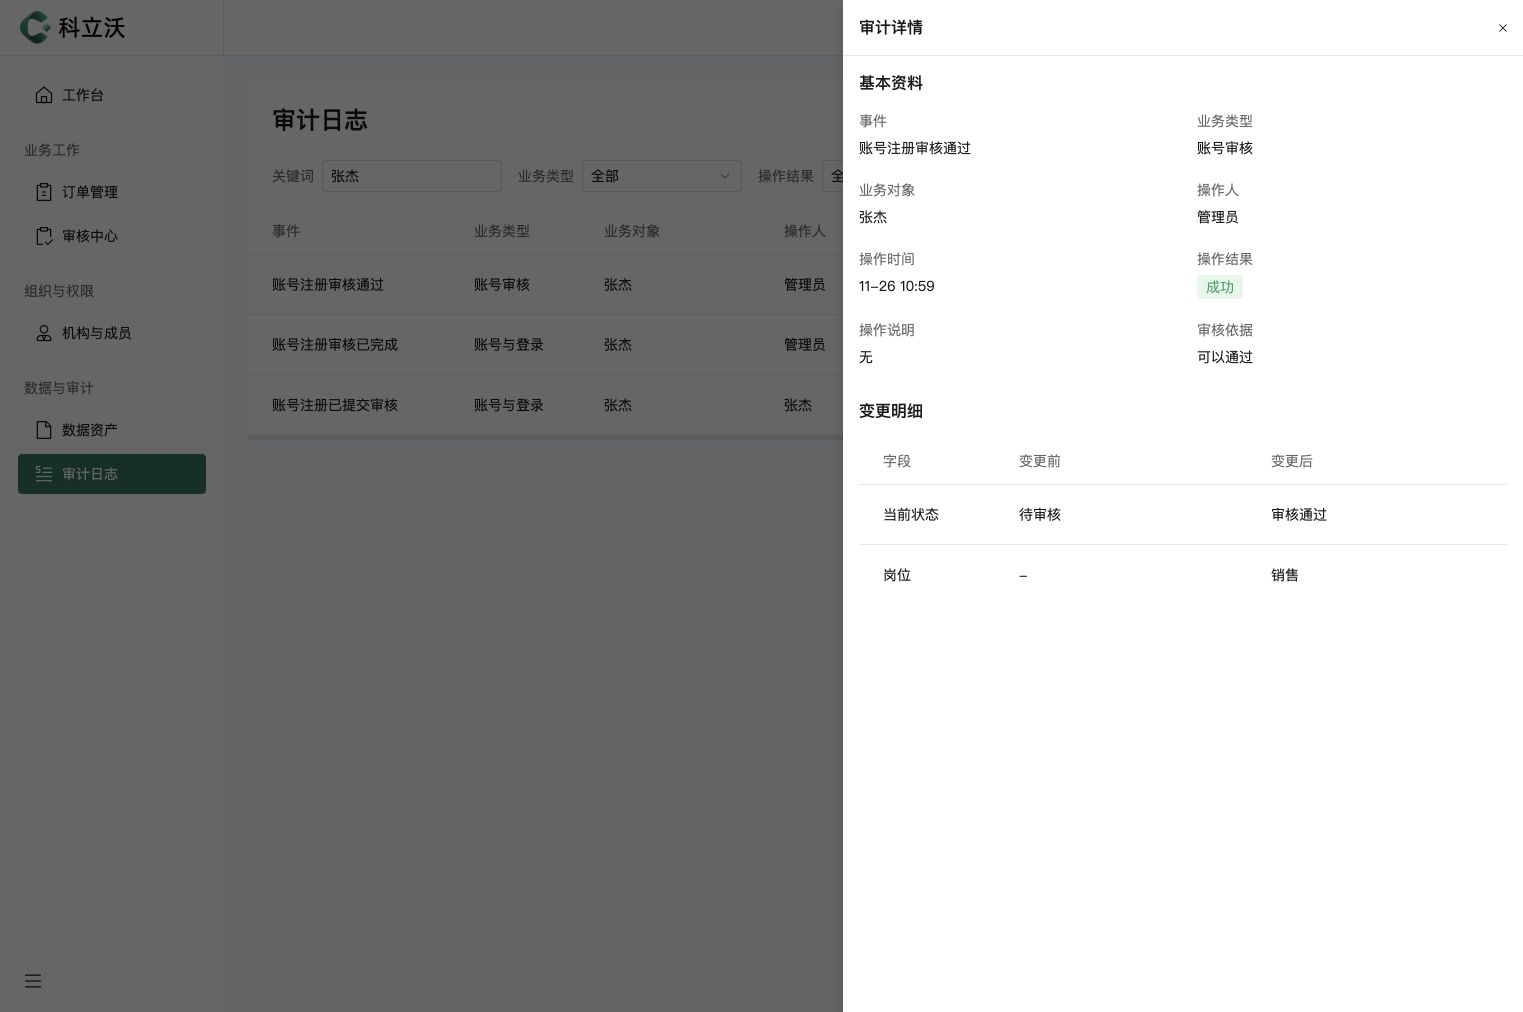 科立沃
工作台
业务工作
订单管理
审核中心
组织与权限
机构与成员
数据与审计
数据资产
审计日志
审计日志
关键词 张杰 业务类型 全部 操作结果 全
事件 业务类型 业务对象 操作人
账号注册审核通过 账号审核 张杰 管理员
账号注册审核已完成 账号与登录 张杰 管理员
账号注册已提交审核 账号与登录 张杰 张杰
审计详情
基本资料
事件 业务类型
账号注册审核通过 账号审核
业务对象 操作人
张杰 管理员
操作时间 操作结果
11-26 10:59 成功
操作说明 审核依据
无 可以通过
变更明细
字段 变更前 变更后
当前状态 待审核 审核通过
岗位 - 销售